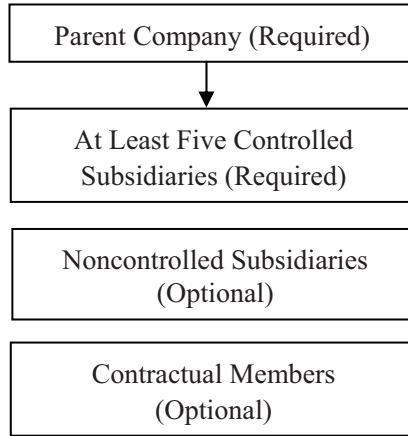 Parent Company (Required)
At Least Five Controlled
Subsidiaries (Required)
Noncontrolled Subsidiaries
(Optional)
Contractual Members
(Optional)